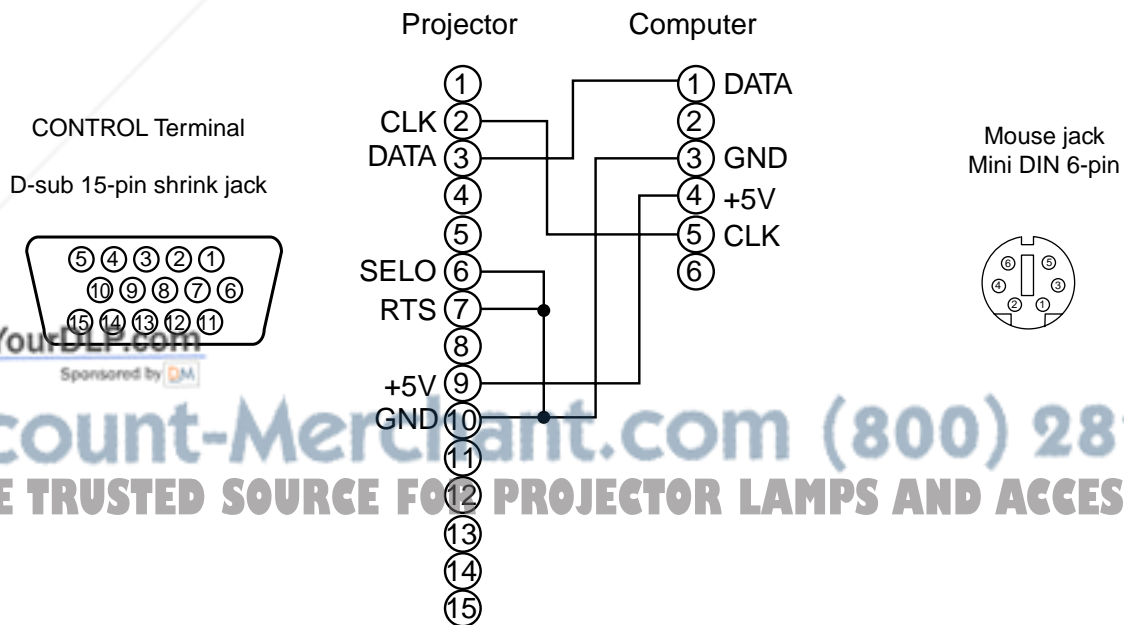 Projector Computer
CONTROL Terminal
D-sub 15-pin shrink jack
5 4 3 2 1
10 9 8 7 6
15 14 13 12 11
1
CLK 2
DATA 3
4
5
SELO 6
RTS 7
8
+5V 9
GND 10
11
12
13
14
15
1 DATA
2
3 GND
4 +5V
5 CLK
6
Mouse jack
Mini DIN 6-pin
6 5
4 3
2 1
YourDLP.com
Sponsored by DM
count-Merchant.com (800) 28
E TRUSTED SOURCE FOR PROJECTOR LAMPS AND ACCES